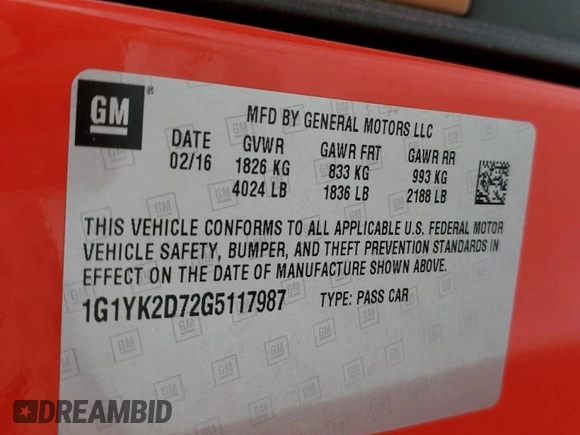 GM
®
MFD BY GENERAL MOTORS LLC
DATE GVWR GAWR FRT GAWR RR
02/16 1826 KG 833 KG 993 KG
4024 LB 1836 LB 2188 LB
THIS VEHICLE CONFORMS TO ALL APPLICABLE U.S. FEDERAL MOTOR
VEHICLE SAFETY, BUMPER, AND THEFT PREVENTION STANDARDS IN
EFFECT ON THE DATE OF MANUFACTURE SHOWN ABOVE.
1G1YK2D72G5117987 TYPE: PASS CAR
DREAMBID